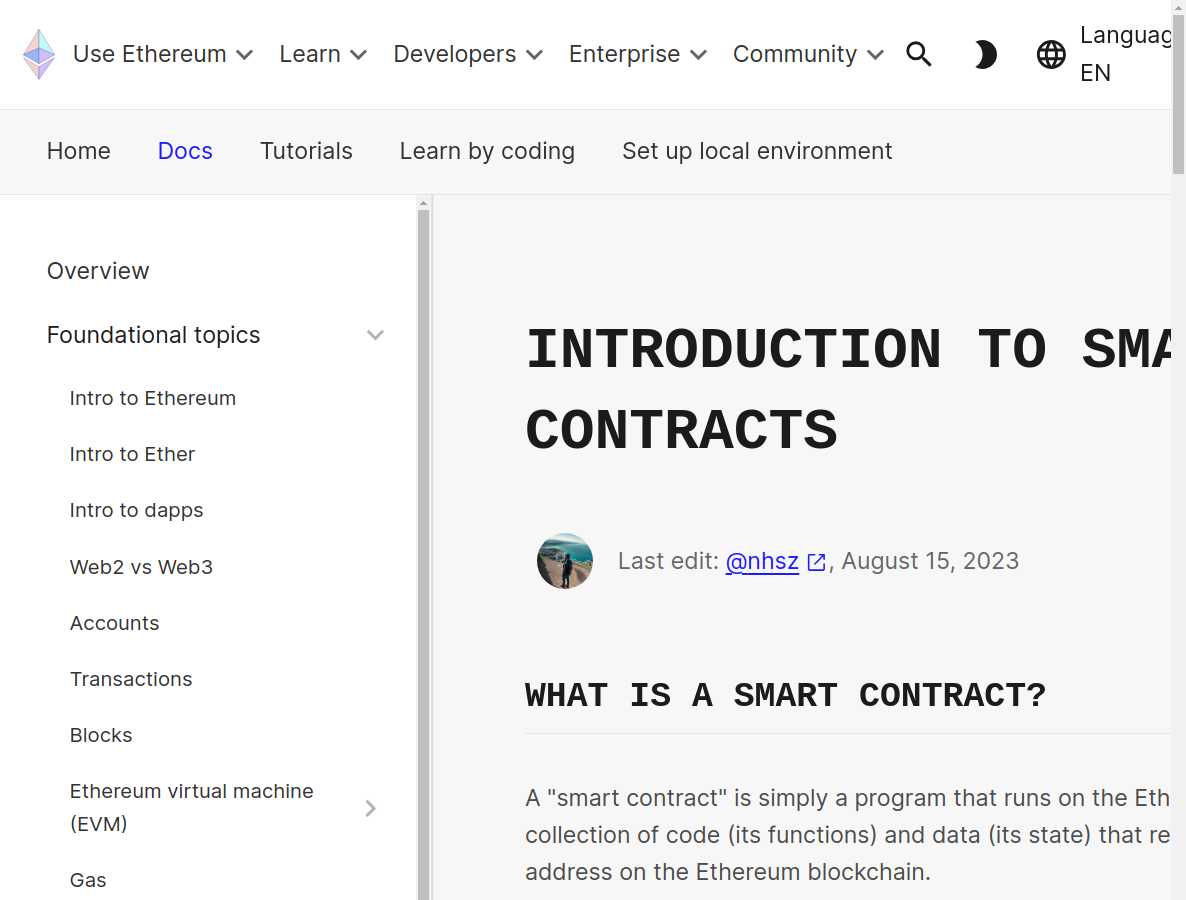 Use Ethereum Learn Developers Enterprise Community Languag
EN
Home Docs Tutorials Learn by coding Set up local environment
Overview
Foundational topics
Intro to Ethereum
Intro to Ether
Intro to dapps
Web2 vs Web3
Accounts
Transactions
Blocks
Ethereum virtual machine
(EVM)
Gas
INTRODUCTION TO SMA
CONTRACTS
Last edit: @nhsz , August 15, 2023
WHAT IS A SMART CONTRACT?
A "smart contract" is simply a program that runs on the Eth
collection of code (its functions) and data (its state) that re
address on the Ethereum blockchain.